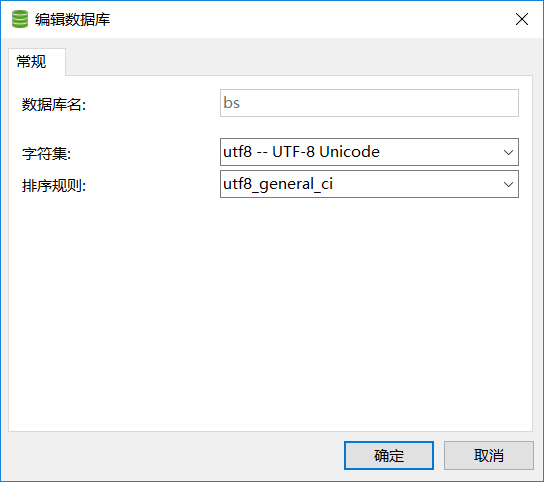 编辑数据库
常规
数据库名: bs
字符集: utf8 -- UTF-8 Unicode
排序规则: utf8_general_ci
确定 取消